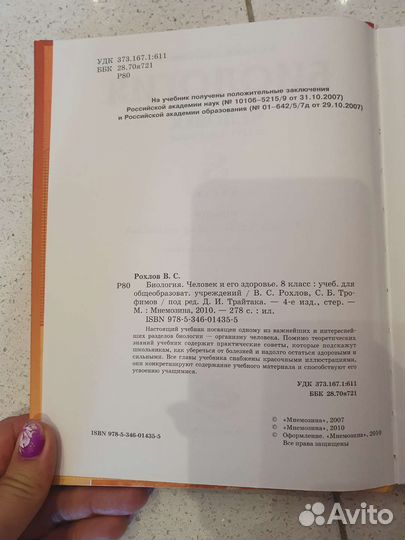 УДК 373.167.1:611
ББК 28.70я721
Р80
На учебник получены положительные заключения
Российской академии наук (№ 10106–5215/9 от 31.10.2007)
и Российской академии образования (№ 01–642/5/7д от 29.10.2007)
Рохлов В. С.
Р80 Биология. Человек и его здоровье. 8 класс : учеб. для
общеобразоват. учреждений / В. С. Рохлов, С. Б. Тро-
фимов / под ред. Д. И. Трайтака. — 4-е изд., стер. —
М. : Мнемозина, 2010. — 278 с. : ил.
ISBN 978-5-346-01435-5
Настоящий учебник посвящен одному из важнейших и интересней-
ших разделов биологии — организму человека. Помимо теоретических
знаний учебник содержит практические советы, которые подскажут
школьникам, как уберечься от болезней и надолго остаться здоровыми и
сильными. Все главы учебника снабжены красочными иллюстрациями,
они конкретизируют содержание учебного материала и способствуют его
усвоению учащимися.
УДК 373.167.1:611
ББК 28.70я721
© «Мнемозина», 2007
© «Мнемозина», 2010
© Оформление. «Мнемозина», 2010
Все права защищены
ISBN 978-5-346-01435-5
Avito